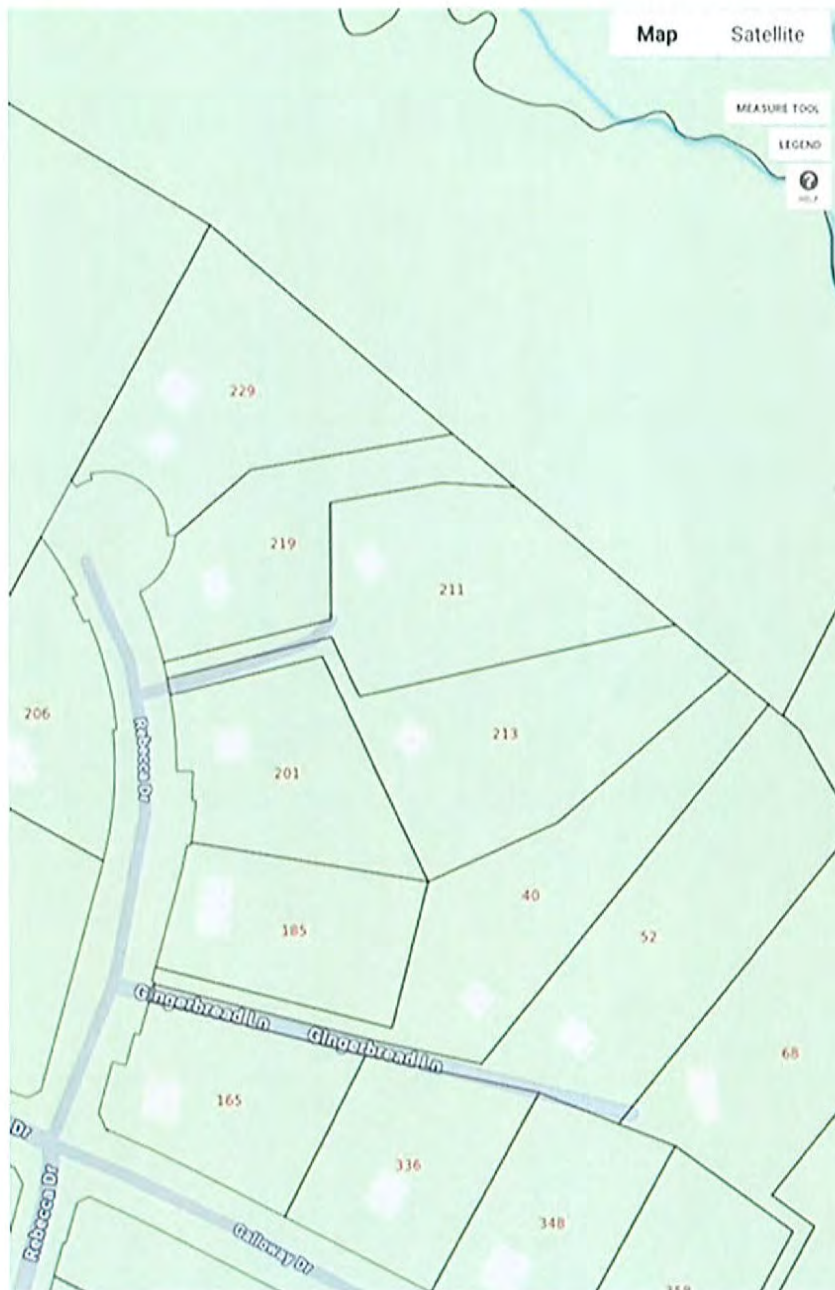 Map Satellite
MEASURE TOOL
LEGEND
HELP
229
219
211
206
Rebecca Dr
213
201
40
185
52
Gingerbread Ln
Gingerbread Ln
68
165
Dr
336
Rebecca Dr
348
Galloway Dr